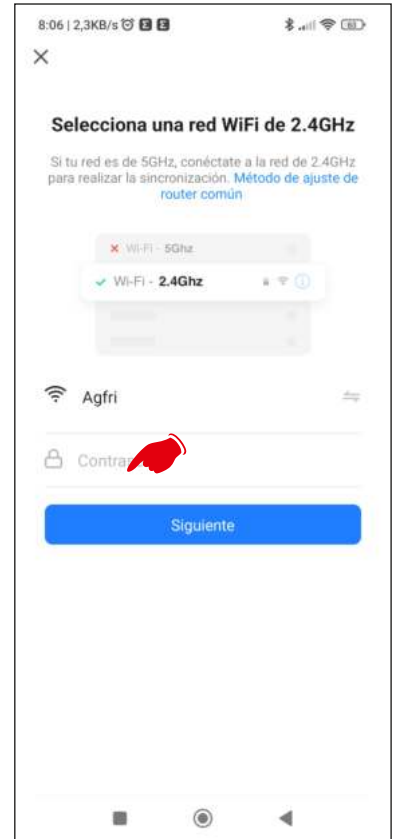 8:06 | 2,3KB/s
Selecciona una red WiFi de 2.4GHz
Si tu red es de 5GHz, conéctate a la red de 2.4GHz
para realizar la sincronización. Método de ajuste de
router común
Wi-Fi - 5Ghz
Wi-Fi - 2.4Ghz
Agfri
Siguiente